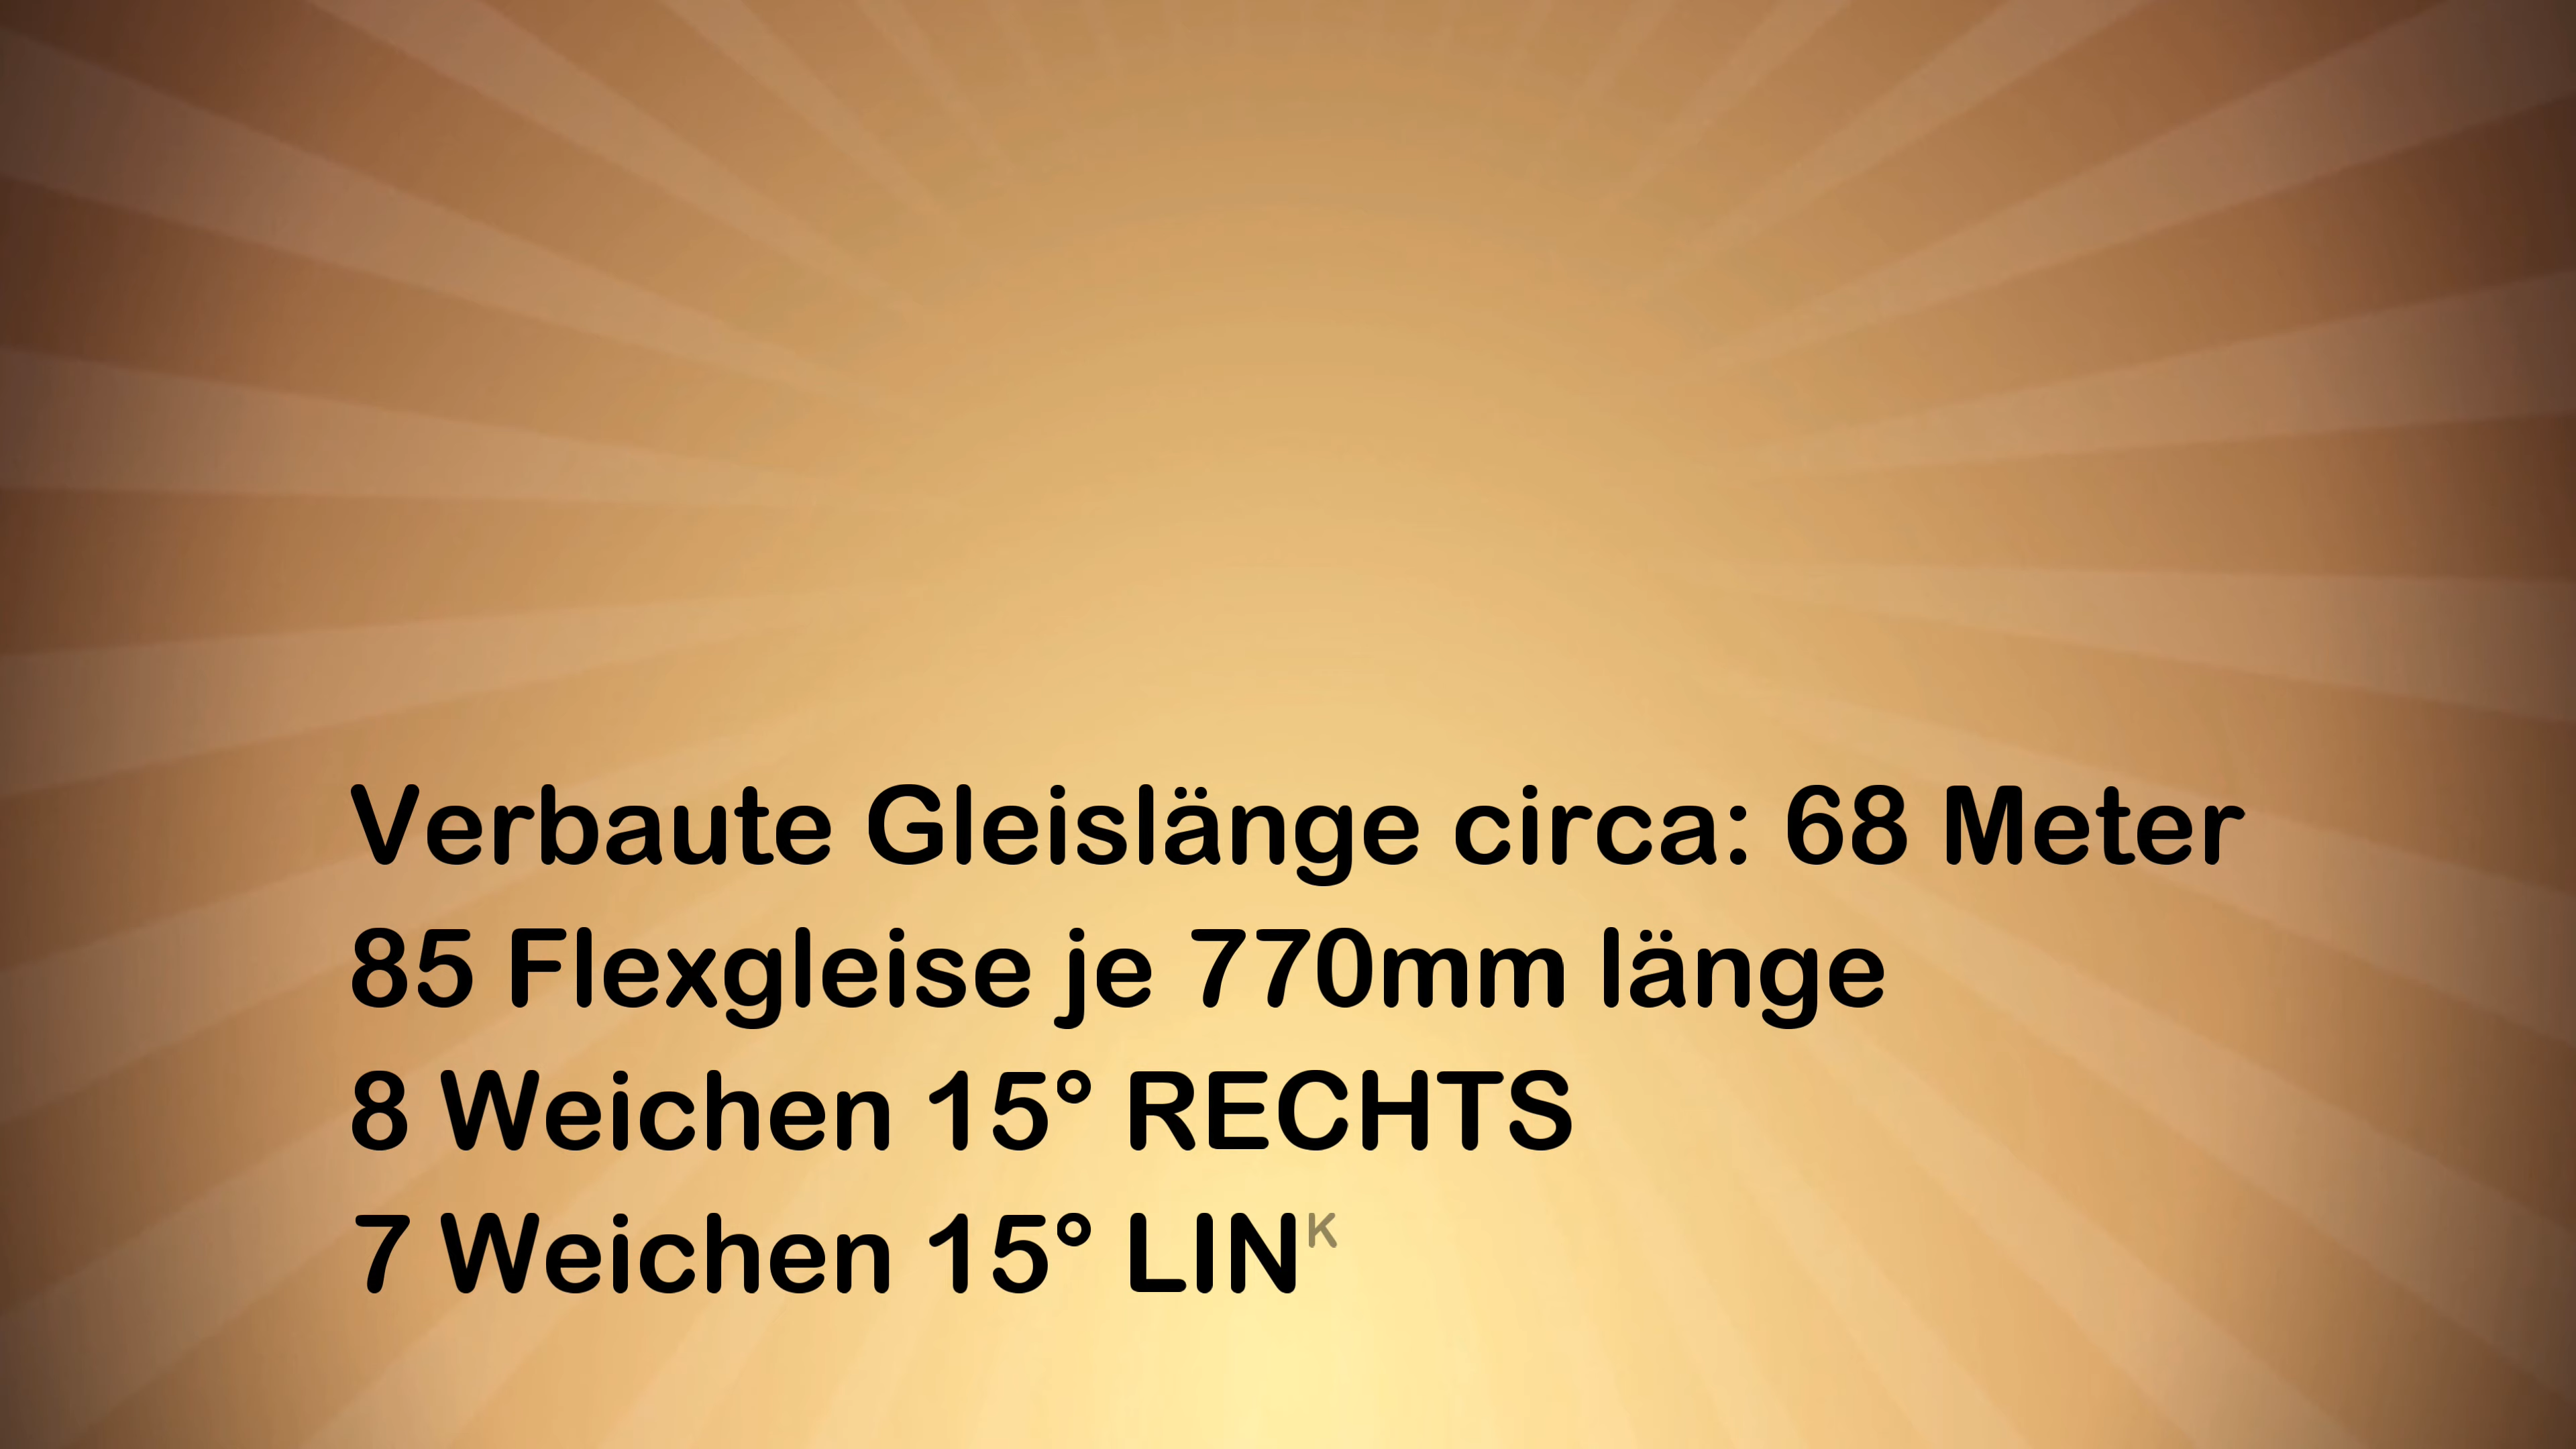 Verbaute Gleislänge circa: 68 Meter
85 Flexgleise je 770mm länge
8 Weichen 15° RECHTS
7 Weichen 15° LINK